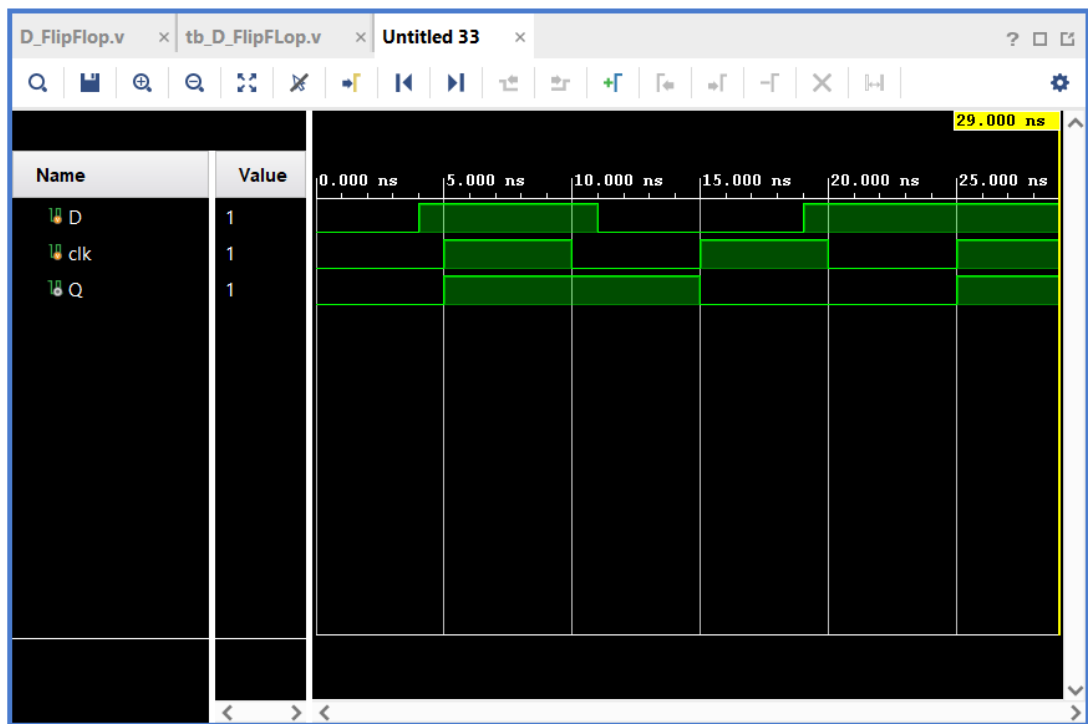 D_FlipFlop.v × tb_D_FlipFLop.v × Untitled 33 × ?
29.000 ns
Name Value 0.000 ns 5.000 ns 10.000 ns 15.000 ns 20.000 ns 25.000 ns
D 1
clk 1
Q 1